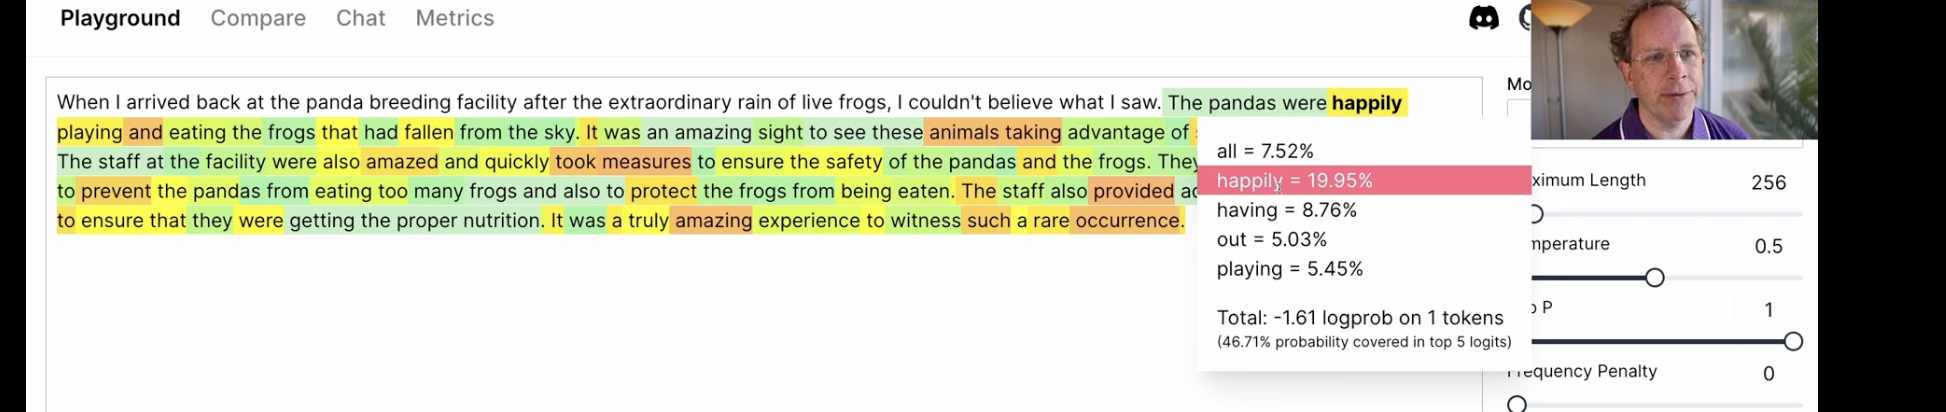 Playground Compare Chat Metrics
When I arrived back at the panda breeding facility after the extraordinary rain of live frogs, I couldn't believe what I saw. The pandas were happily
playing and eating the frogs that had fallen from the sky. It was an amazing sight to see these animals taking advantage of
The staff at the facility were also amazed and quickly took measures to ensure the safety of the pandas and the frogs. They
to prevent the pandas from eating too many frogs and also to protect the frogs from being eaten. The staff also provided
to ensure that they were getting the proper nutrition. It was a truly amazing experience to witness such a rare occurrence.
all = 7.52%
happily = 19.95%
having = 8.76%
out = 5.03%
playing = 5.45%
Total: -1.61 logprob on 1 tokens
(46.71% probability covered in top 5 logits)
Mo
ximum Length 256
mperature 0.5
P 1
requency Penalty 0